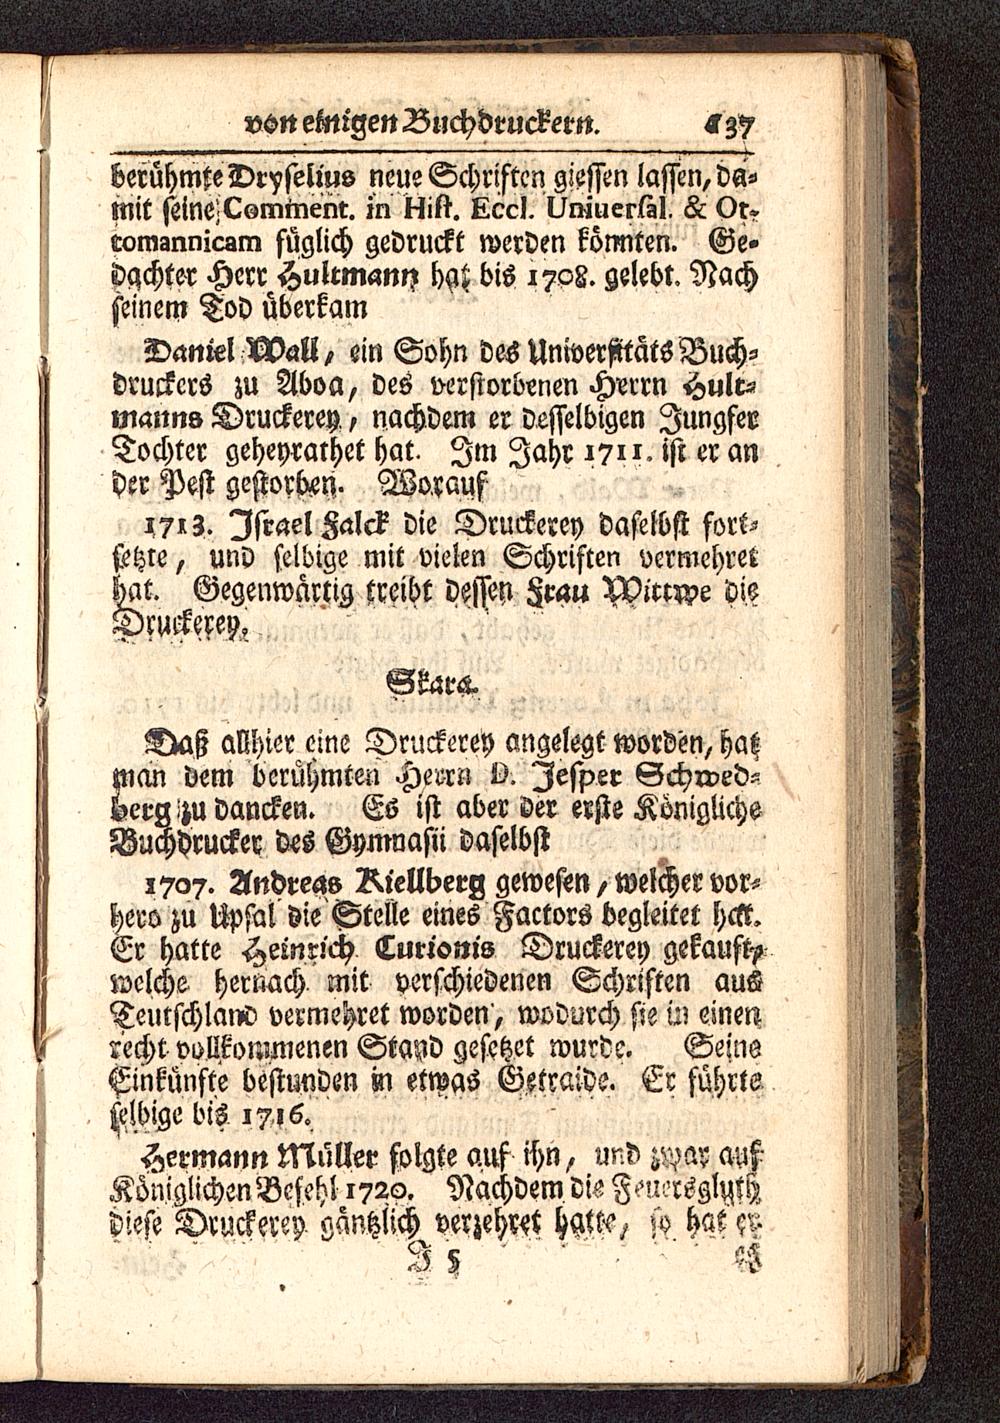 von einigen Buchdruckern. 137
berühmte Dryselius neue Schriften giessen lassen, da-
mit seine Comment. in Hist. Eccl. Uniuersal. & Ot-
tomannicam füglich gedruckt werden könnten. Ge-
dachter Herr Hultmann hat bis 1708. gelebt. Nach
seinem Tod überkam
Daniel Wall, ein Sohn des Universitäts Buch-
druckers zu Aboa, des verstorbenen Herrn Hult-
manns Druckerey, nachdem er desselbigen Jungfer
Tochter geheyrathet hat. Im Jahr 1711. ist er an
der Pest gestorben. Worauf
1713. Israel Falck die Druckerey daselbst fort-
setzte, und selbige mit vielen Schriften vermehret
hat. Gegenwärtig treibt dessen Frau Wittwe die
Druckerey.
Skara.
Daß allhier eine Druckerey angelegt worden, hat
man dem berühmten Herrn D. Jesper Schwed-
berg zu dancken. Es ist aber der erste Königliche
Buchdrucker des Gymnasii daselbst
1707. Andreas Kiellberg gewesen, welcher vor-
hero zu Upsal die Stelle eines Factors begleitet hat.
Er hatte Heinrich Curionis Druckerey gekauft,
welche hernach mit verschiedenen Schriften aus
Teutschland vermehret worden, wodurch sie in einen
recht vollkommenen Stand gesetzet wurde. Seine
Einkünfte bestunden in etwas Getraide. Er führte
selbige bis 1716.
Hermann Müller folgte auf ihn, und zwar auf
Königlichen Befehl 1720. Nachdem die Feuersgluth
diese Druckerey gäntzlich verzehret hatte, so hat er
J 5 es